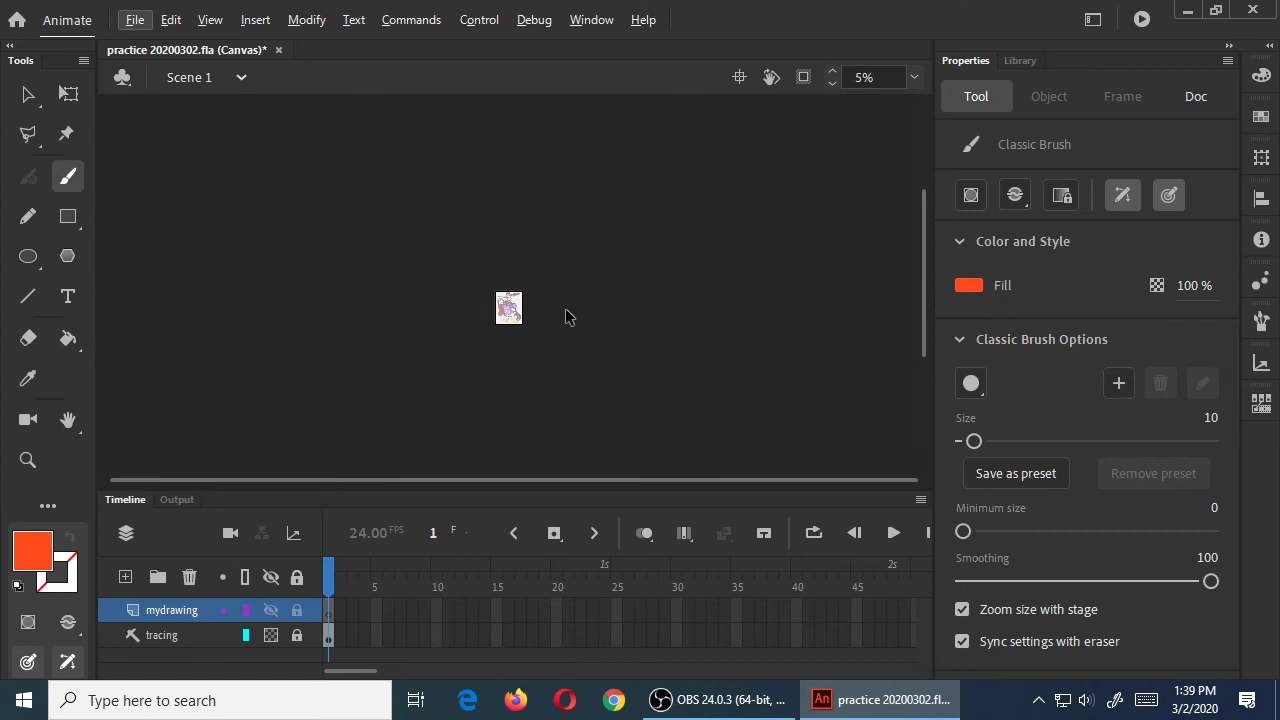 Animate File Edit View Insert Modify Text Commands Control Debug Window Help
practice 20200302.fla (Canvas)*
Tools
Scene 1 5%
Properties Library
Tool Object Frame Doc
Classic Brush
Color and Style
Fill 100 %
Classic Brush Options
Size 10
Save as preset Remove preset
Minimum size 0
Smoothing 100
Zoom size with stage
Sync settings with eraser
Timeline Output
24.00 FPS 1 F
1s 2s
5 10 15 20 25 30 35 40 45
mydrawing
tracing
Type here to search
OBS 24.0.3 (64-bit, ...
An practice 20200302.fl...
1:39 PM
3/2/2020